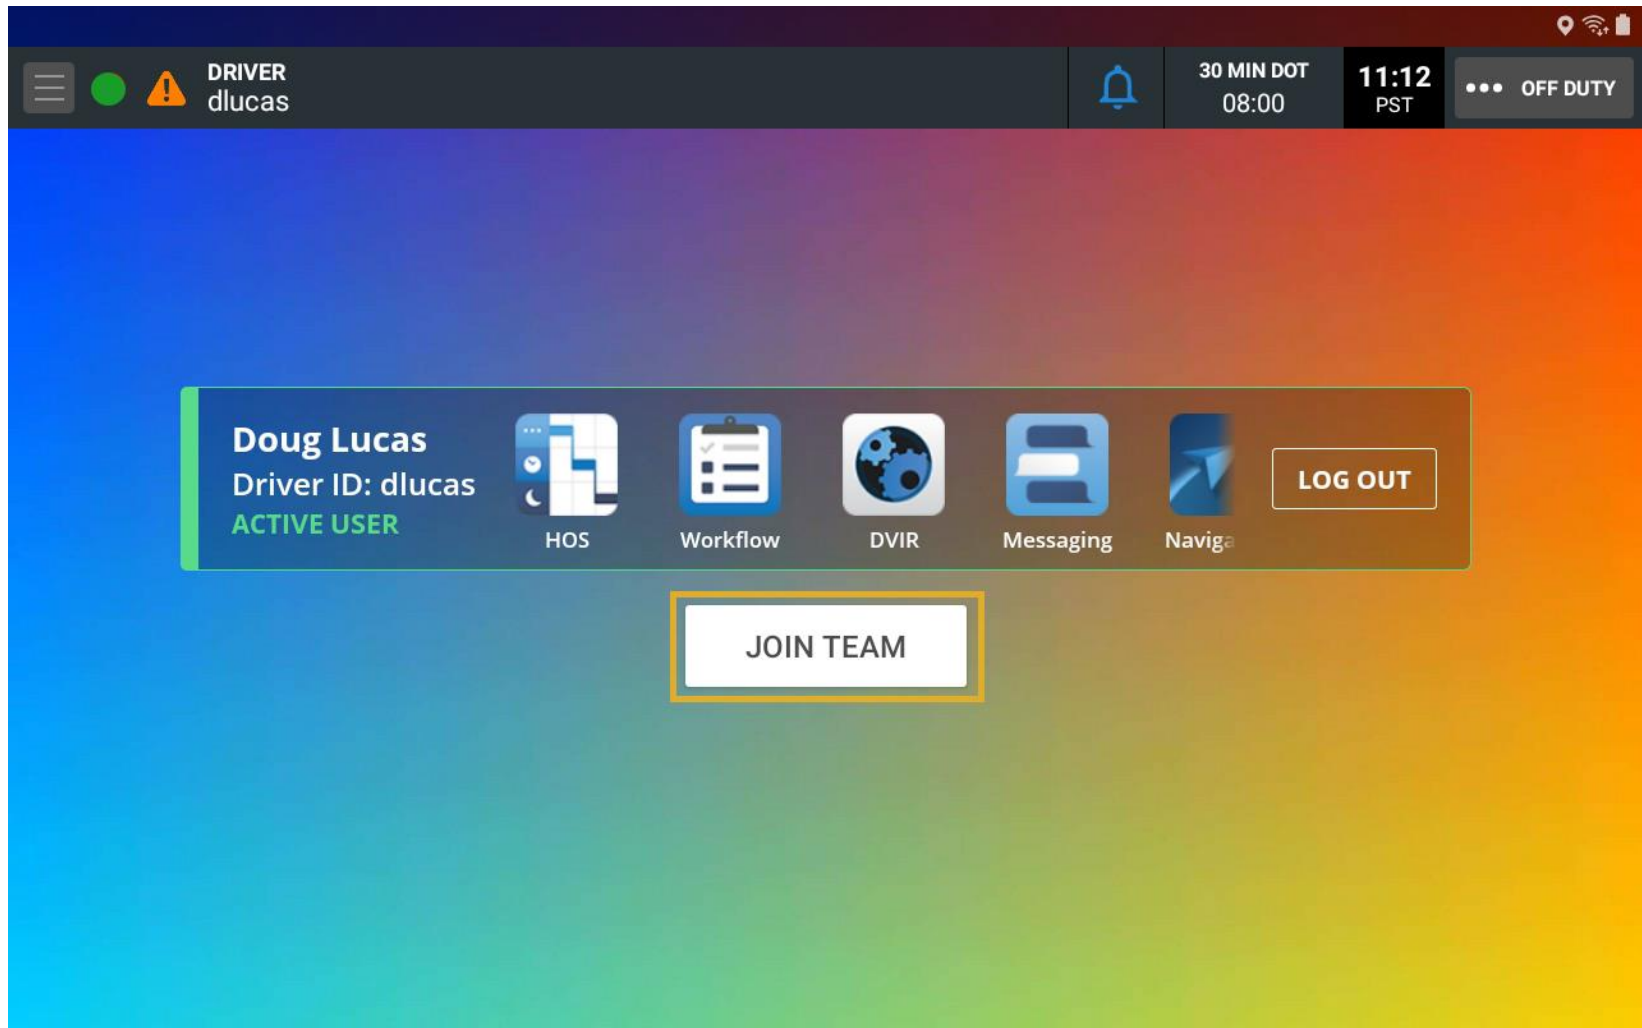 DRIVER
dlucas
30 MIN DOT
08:00
11:12
PST
OFF DUTY
Doug Lucas
Driver ID: dlucas
ACTIVE USER
HOS
Workflow
DVIR
Messaging
Naviga
LOG OUT
JOIN TEAM